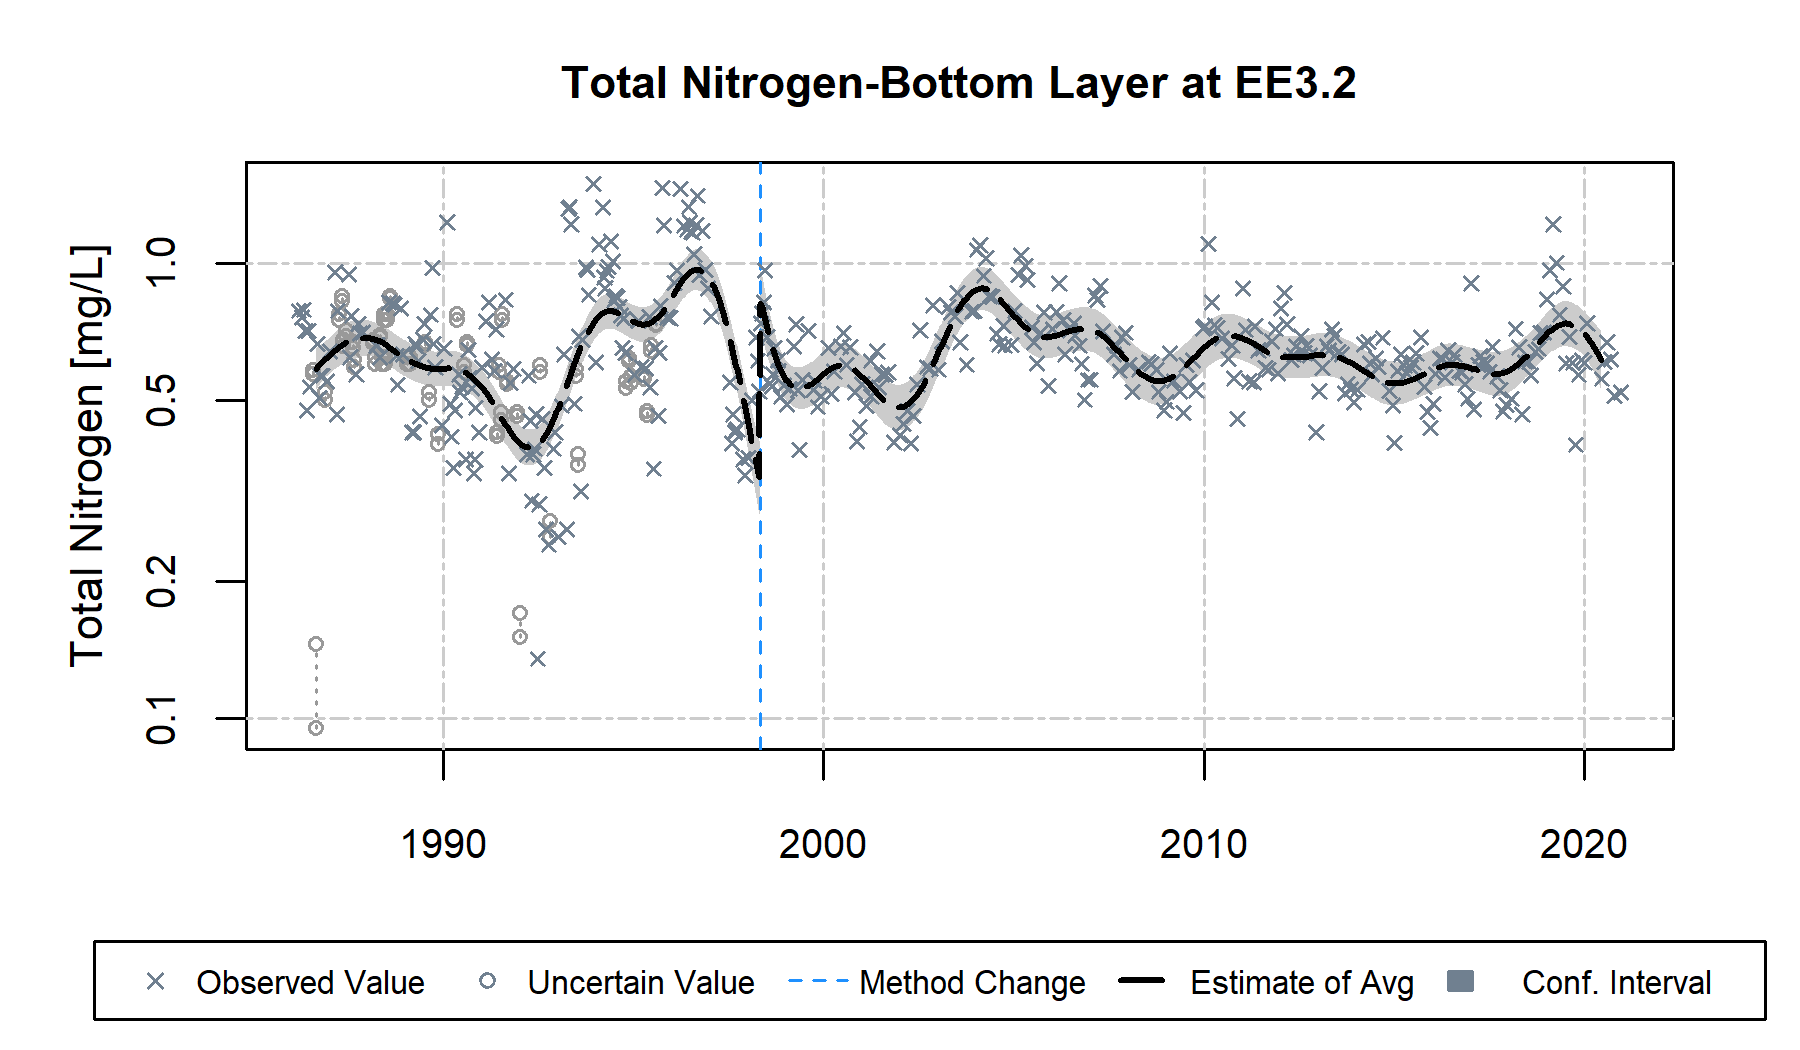 Total Nitrogen-Bottom Layer at EE3.2
Total Nitrogen [mg/L]
1.0
0.5
0.2
0.1
1990 2000 2010 2020
Observed Value Uncertain Value Method Change Estimate of Avg Conf. Interval